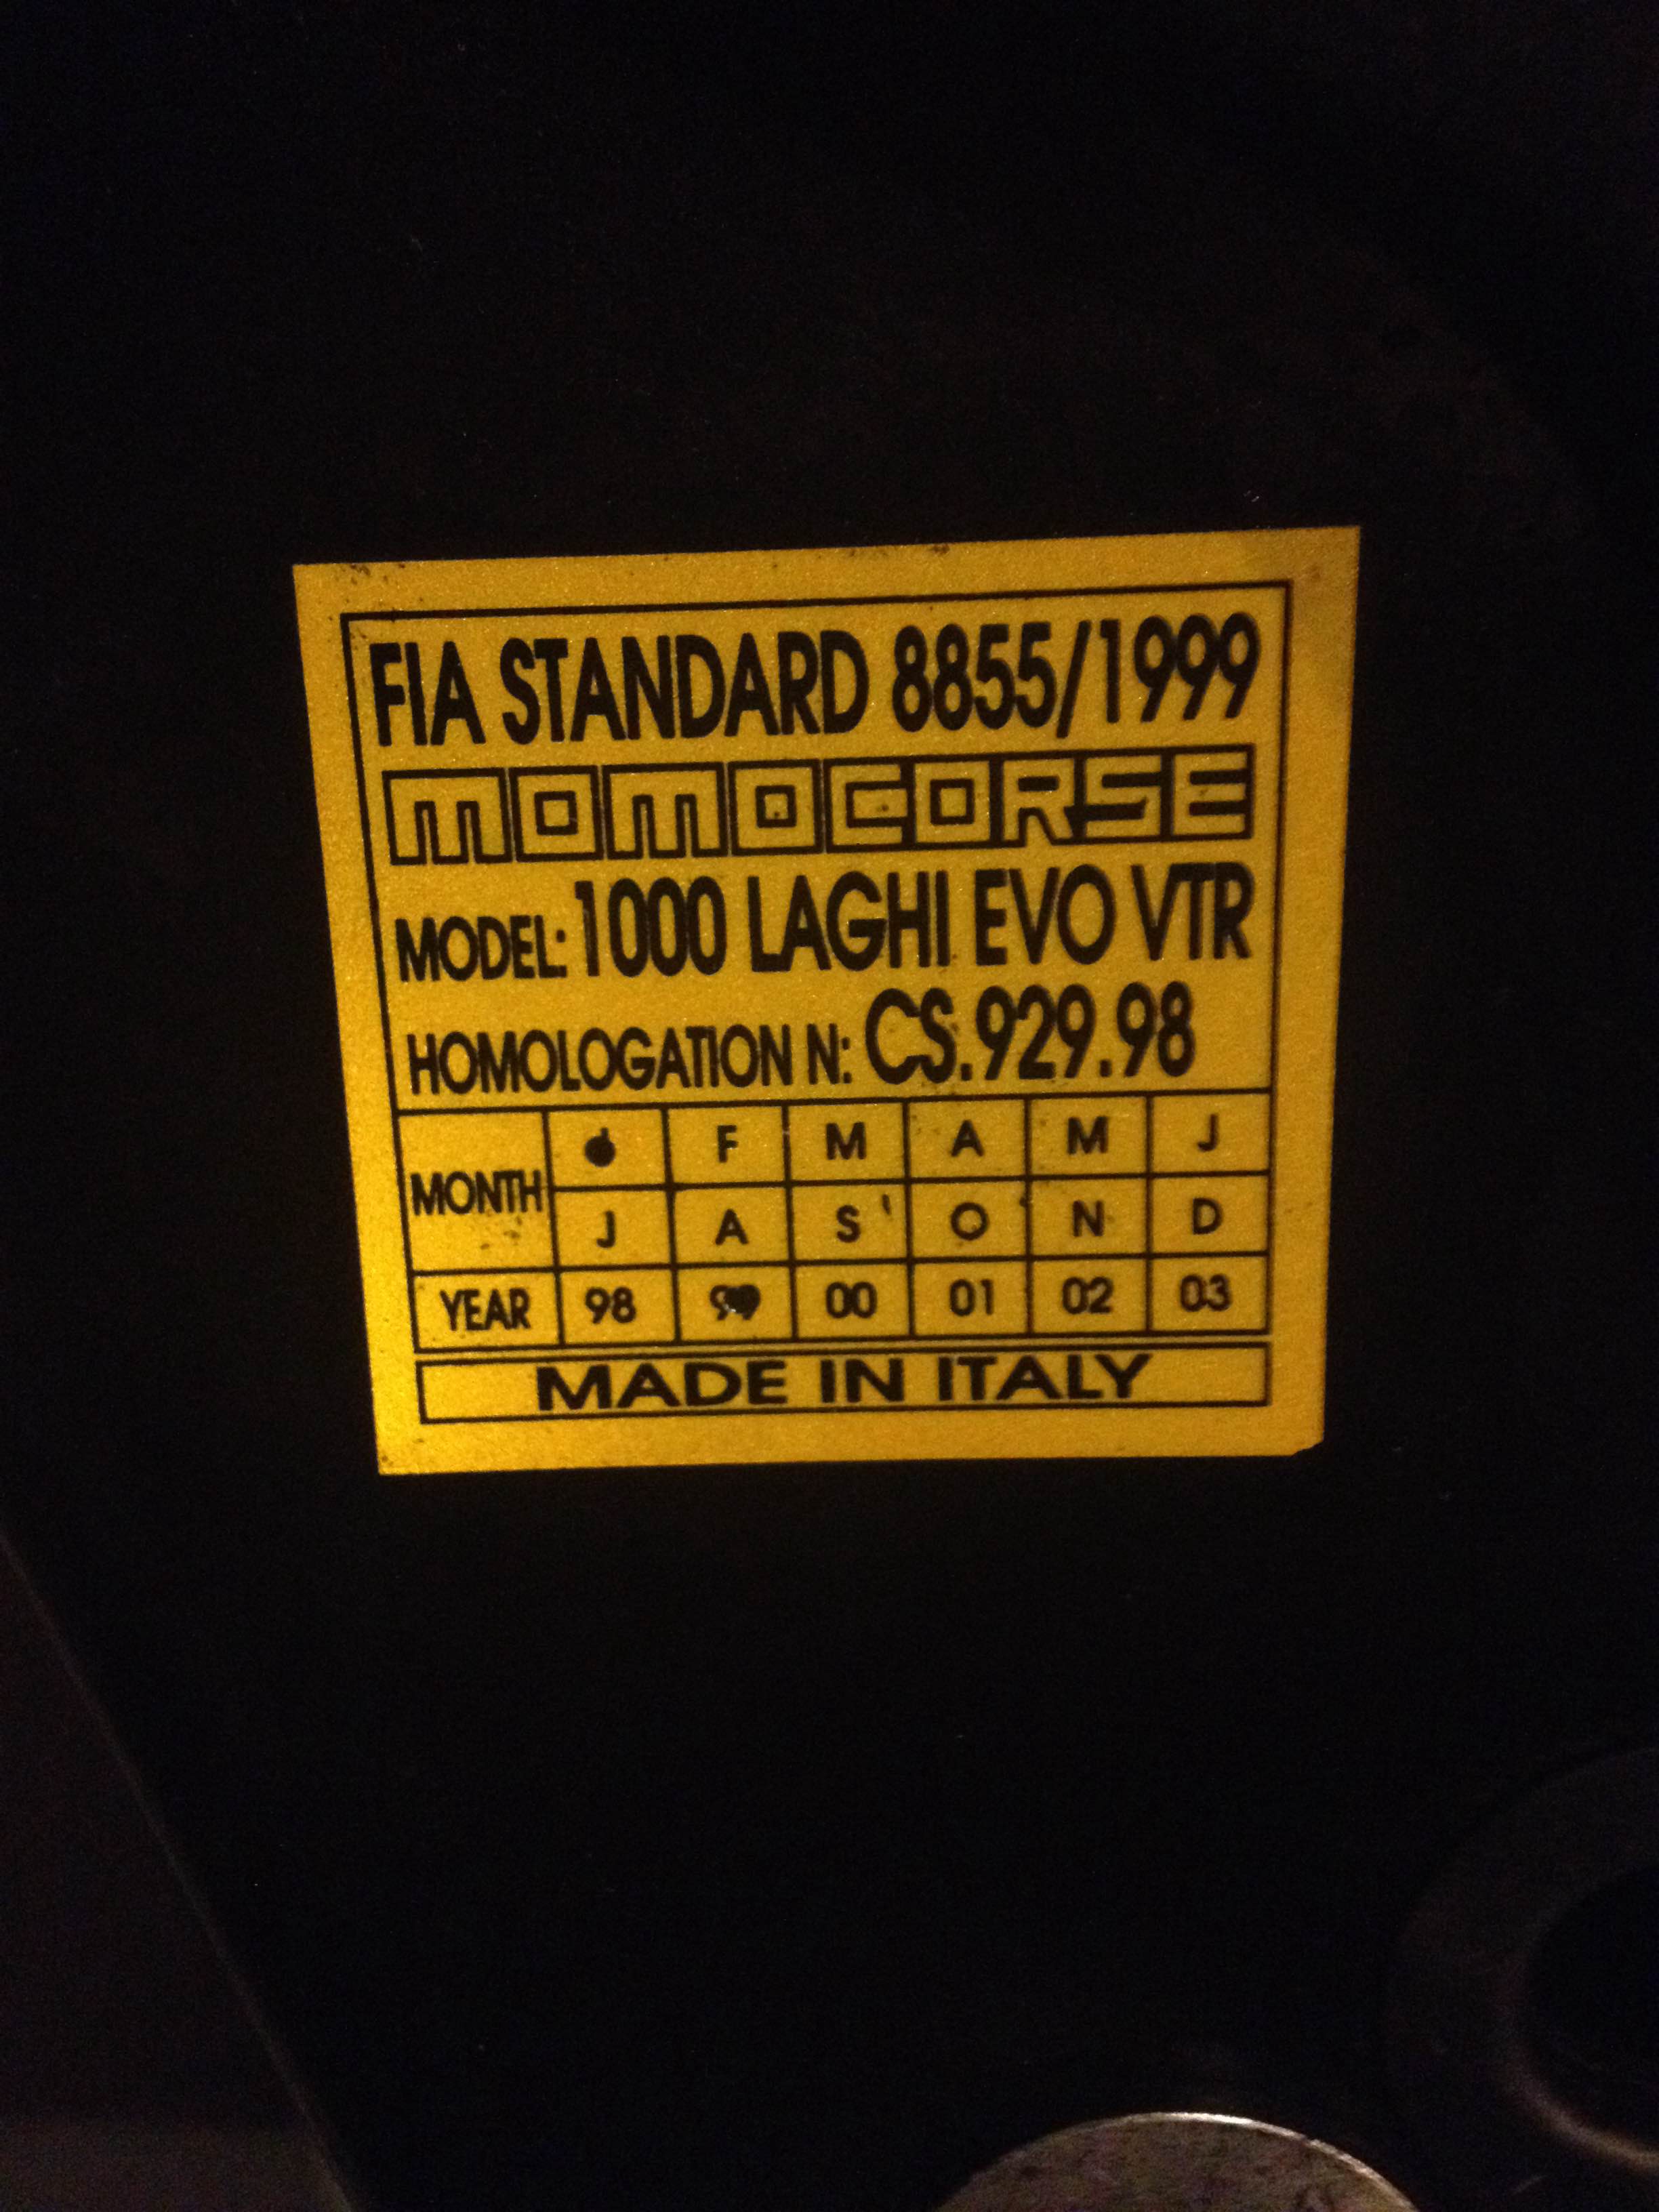 FIA STANDARD 8855/1999
MOMOCORSE
MODEL: 1000 LAGHI EVO VTR
HOMOLOGATION N: CS.929.98
MONTH
F M A M J
J A S O N D
YEAR 98 00 01 02 03
MADE IN ITALY